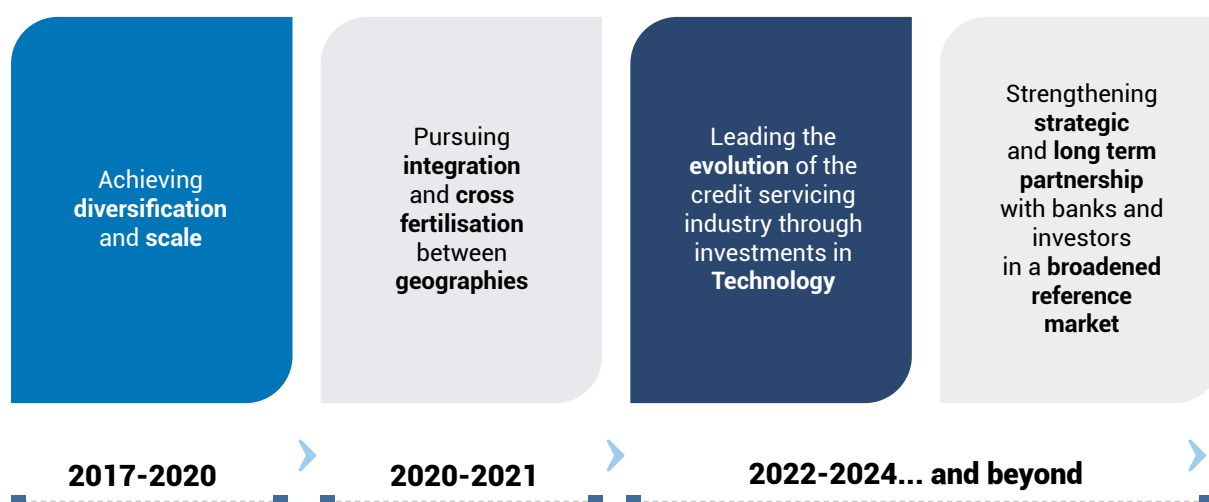 Achieving
diversification
and scale
Pursuing
integration
and cross
fertilisation
between
geographies
Leading the
evolution of the
credit servicing
industry through
investments in
Technology
Strengthening
strategic
and long term
partnership
with banks and
investors
in a broadened
reference
market
2017-2020
2020-2021
2022-2024... and beyond